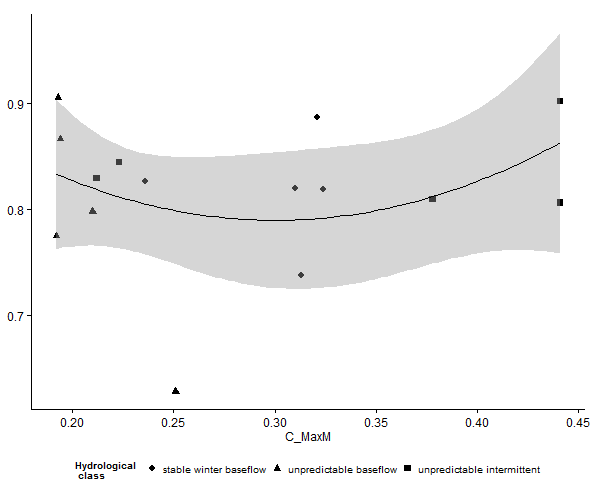 0.9
0.8
0.7
0.20 0.25 0.30 0.35 0.40 0.45
C_MaxM
Hydrological
class
stable winter baseflow unpredictable baseflow unpredictable intermittent